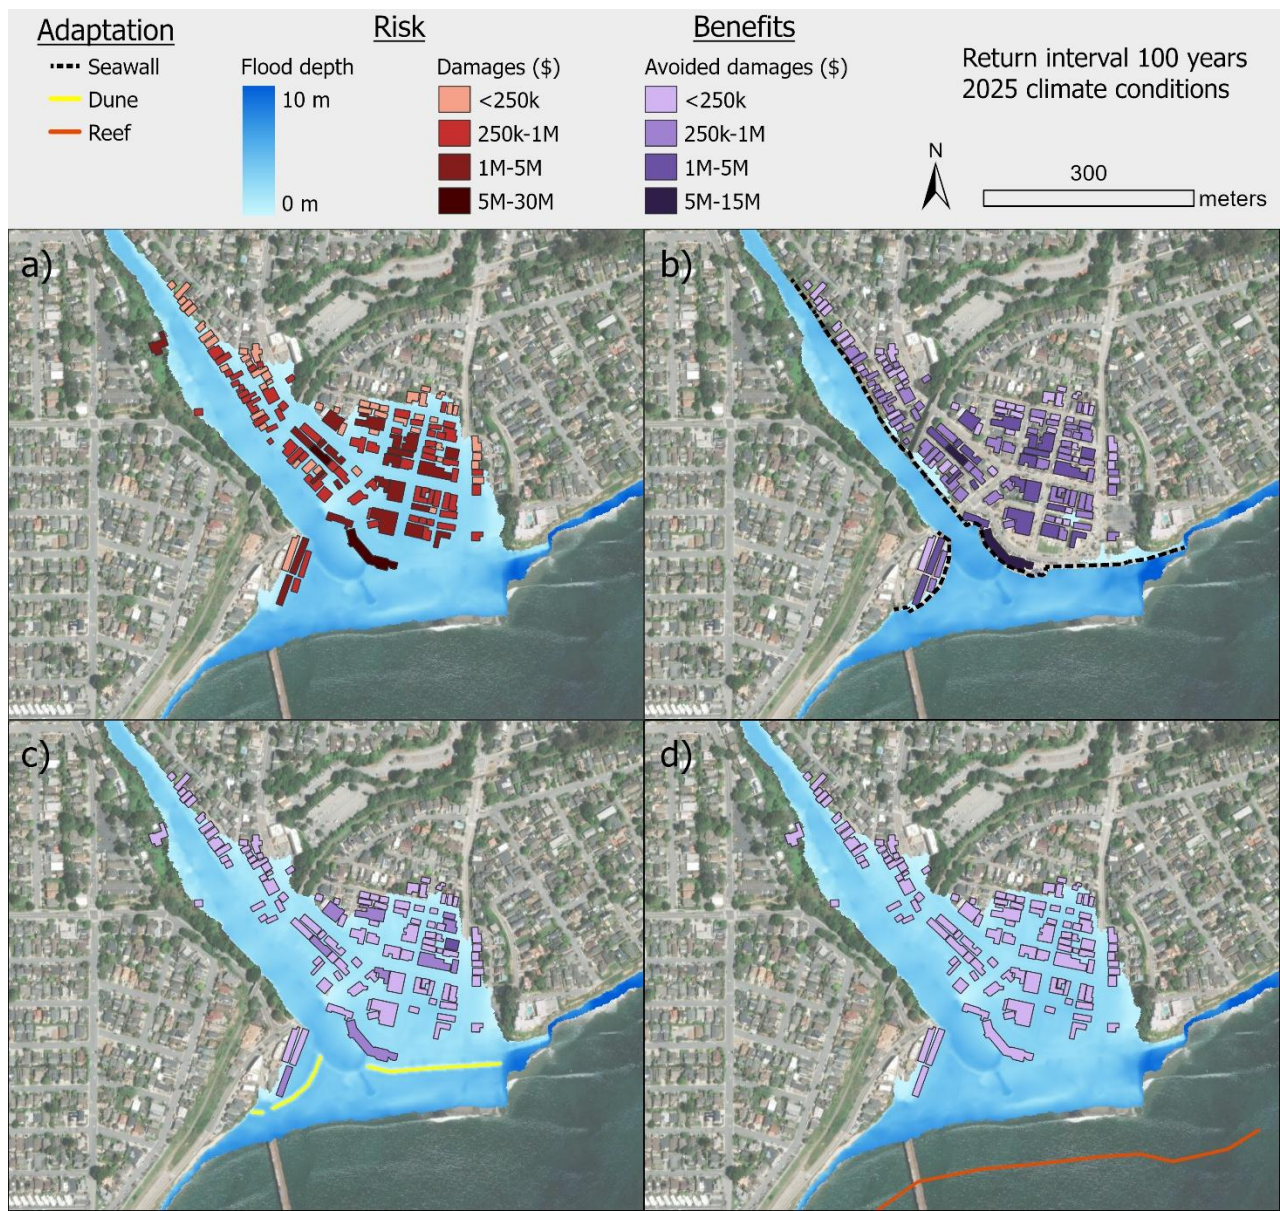 Adaptation
Seawall
Dune
Reef
Risk
Flood depth
10 m
0 m
Damages ($)
<250k
250k-1M
1M-5M
5M-30M
Benefits
Avoided damages ($)
<250k
250k-1M
1M-5M
5M-15M
Return interval 100 years
2025 climate conditions
N
300
meters
a)
b)
c)
d)